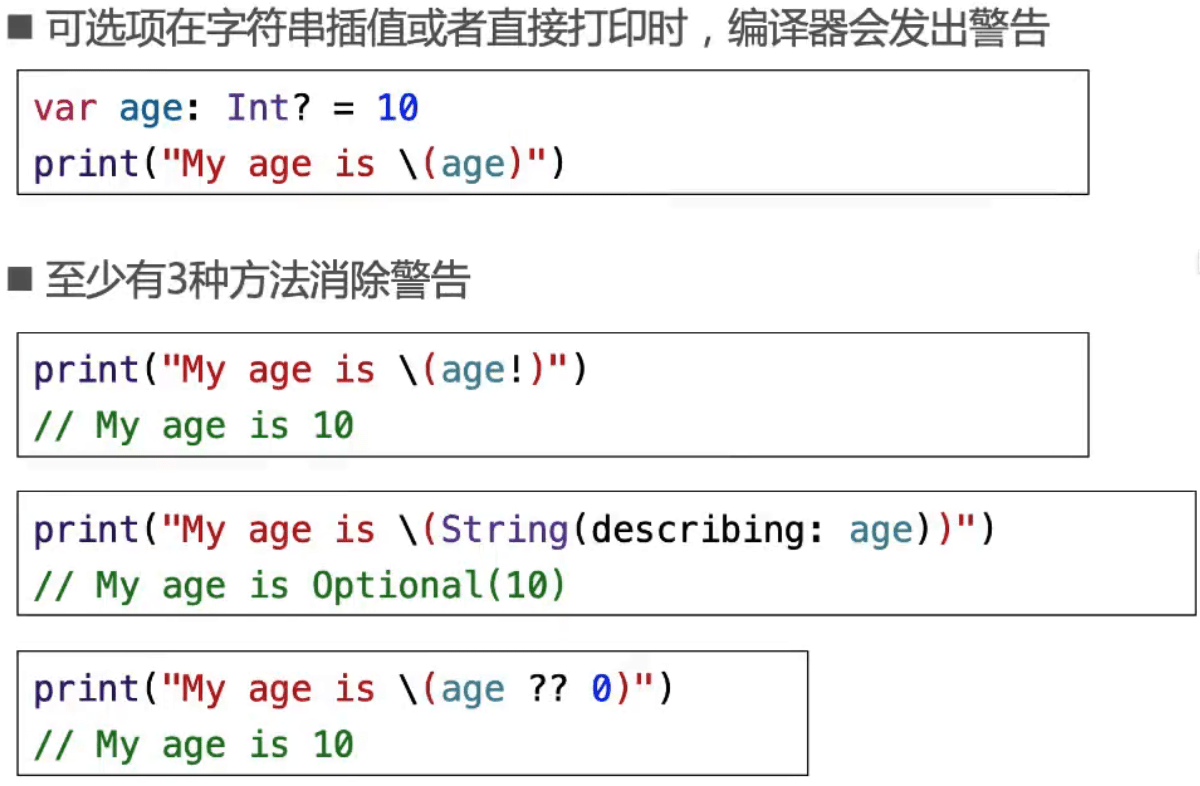 ■ 可选项在字符串插值或者直接打印时，编译器会发出警告
var age: Int? = 10
print("My age is \(age)")
■ 至少有3种方法消除警告
print("My age is \(age!)")
// My age is 10
print("My age is \(String(describing: age))")
// My age is Optional(10)
print("My age is \(age ?? 0)")
// My age is 10